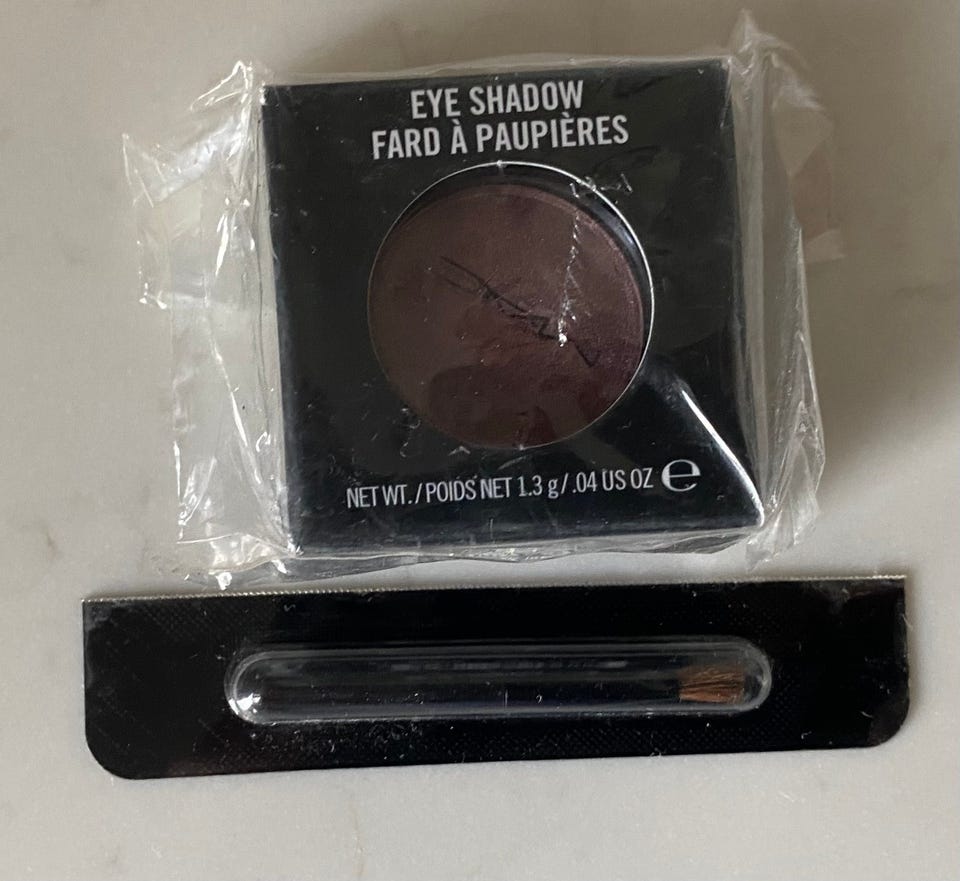 EYE SHADOW
FARD À PAUPIÈRES
NET WT. / POIDS NET 1.3 g / .04 US OZ e